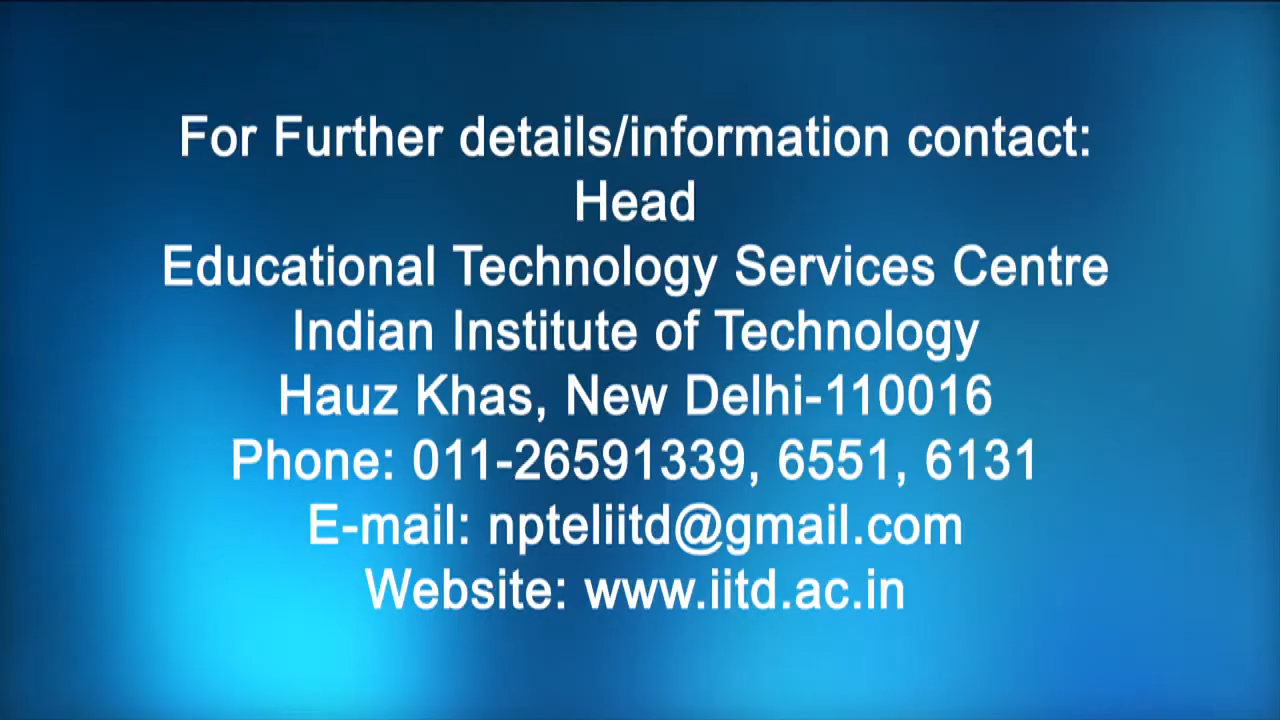 For Further details/information contact:
Head
Educational Technology Services Centre
Indian Institute of Technology
Hauz Khas, New Delhi-110016
Phone: 011-26591339, 6551, 6131
E-mail: npteliitd@gmail.com
Website: www.iitd.ac.in